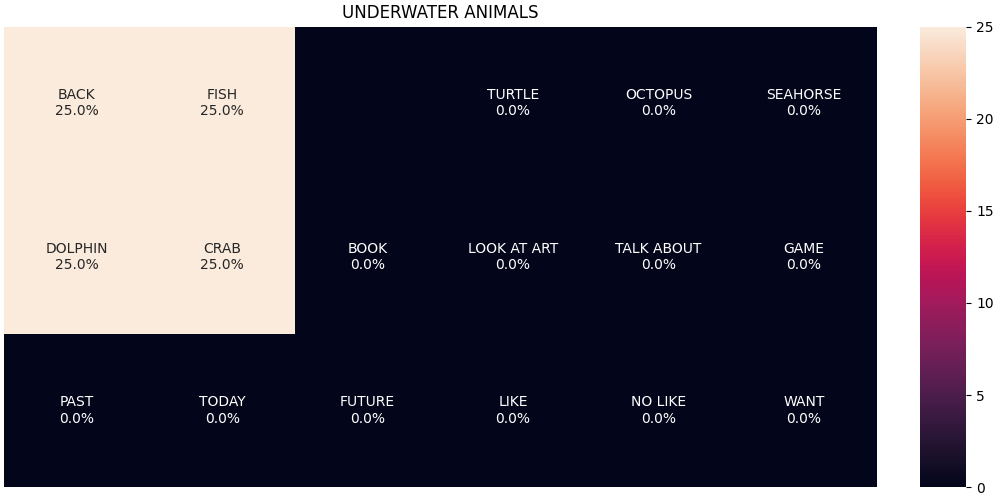 UNDERWATER ANIMALS
BACK
25.0%
FISH
25.0%
TURTLE
0.0%
OCTOPUS
0.0%
SEAHORSE
0.0%
DOLPHIN
25.0%
CRAB
25.0%
BOOK
0.0%
LOOK AT ART
0.0%
TALK ABOUT
0.0%
GAME
0.0%
PAST
0.0%
TODAY
0.0%
FUTURE
0.0%
LIKE
0.0%
NO LIKE
0.0%
WANT
0.0%
25
20
15
10
5
0